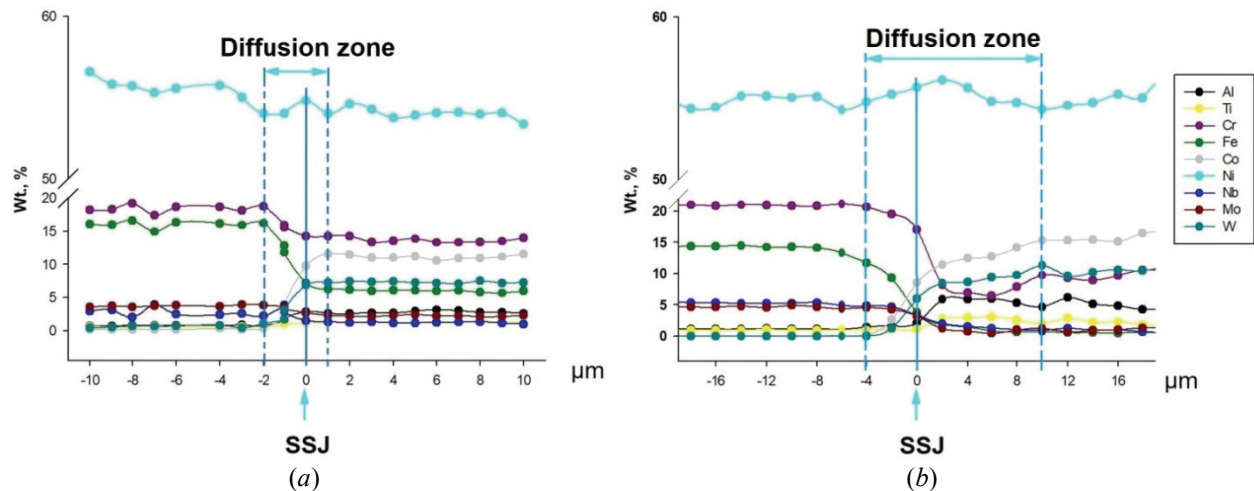 60
Diffusion zone
Wt., %
50
20
15
10
5
0
-10 -8 -6 -4 -2 0 2 4 6 8 10
μm
SSJ
(a)
60
Diffusion zone
Wt., %
50
20
15
10
5
0
-16 -12 -8 -4 0 4 8 12 16
μm
SSJ
(b)
Al
Ti
Cr
Fe
Co
Ni
Nb
Mo
W